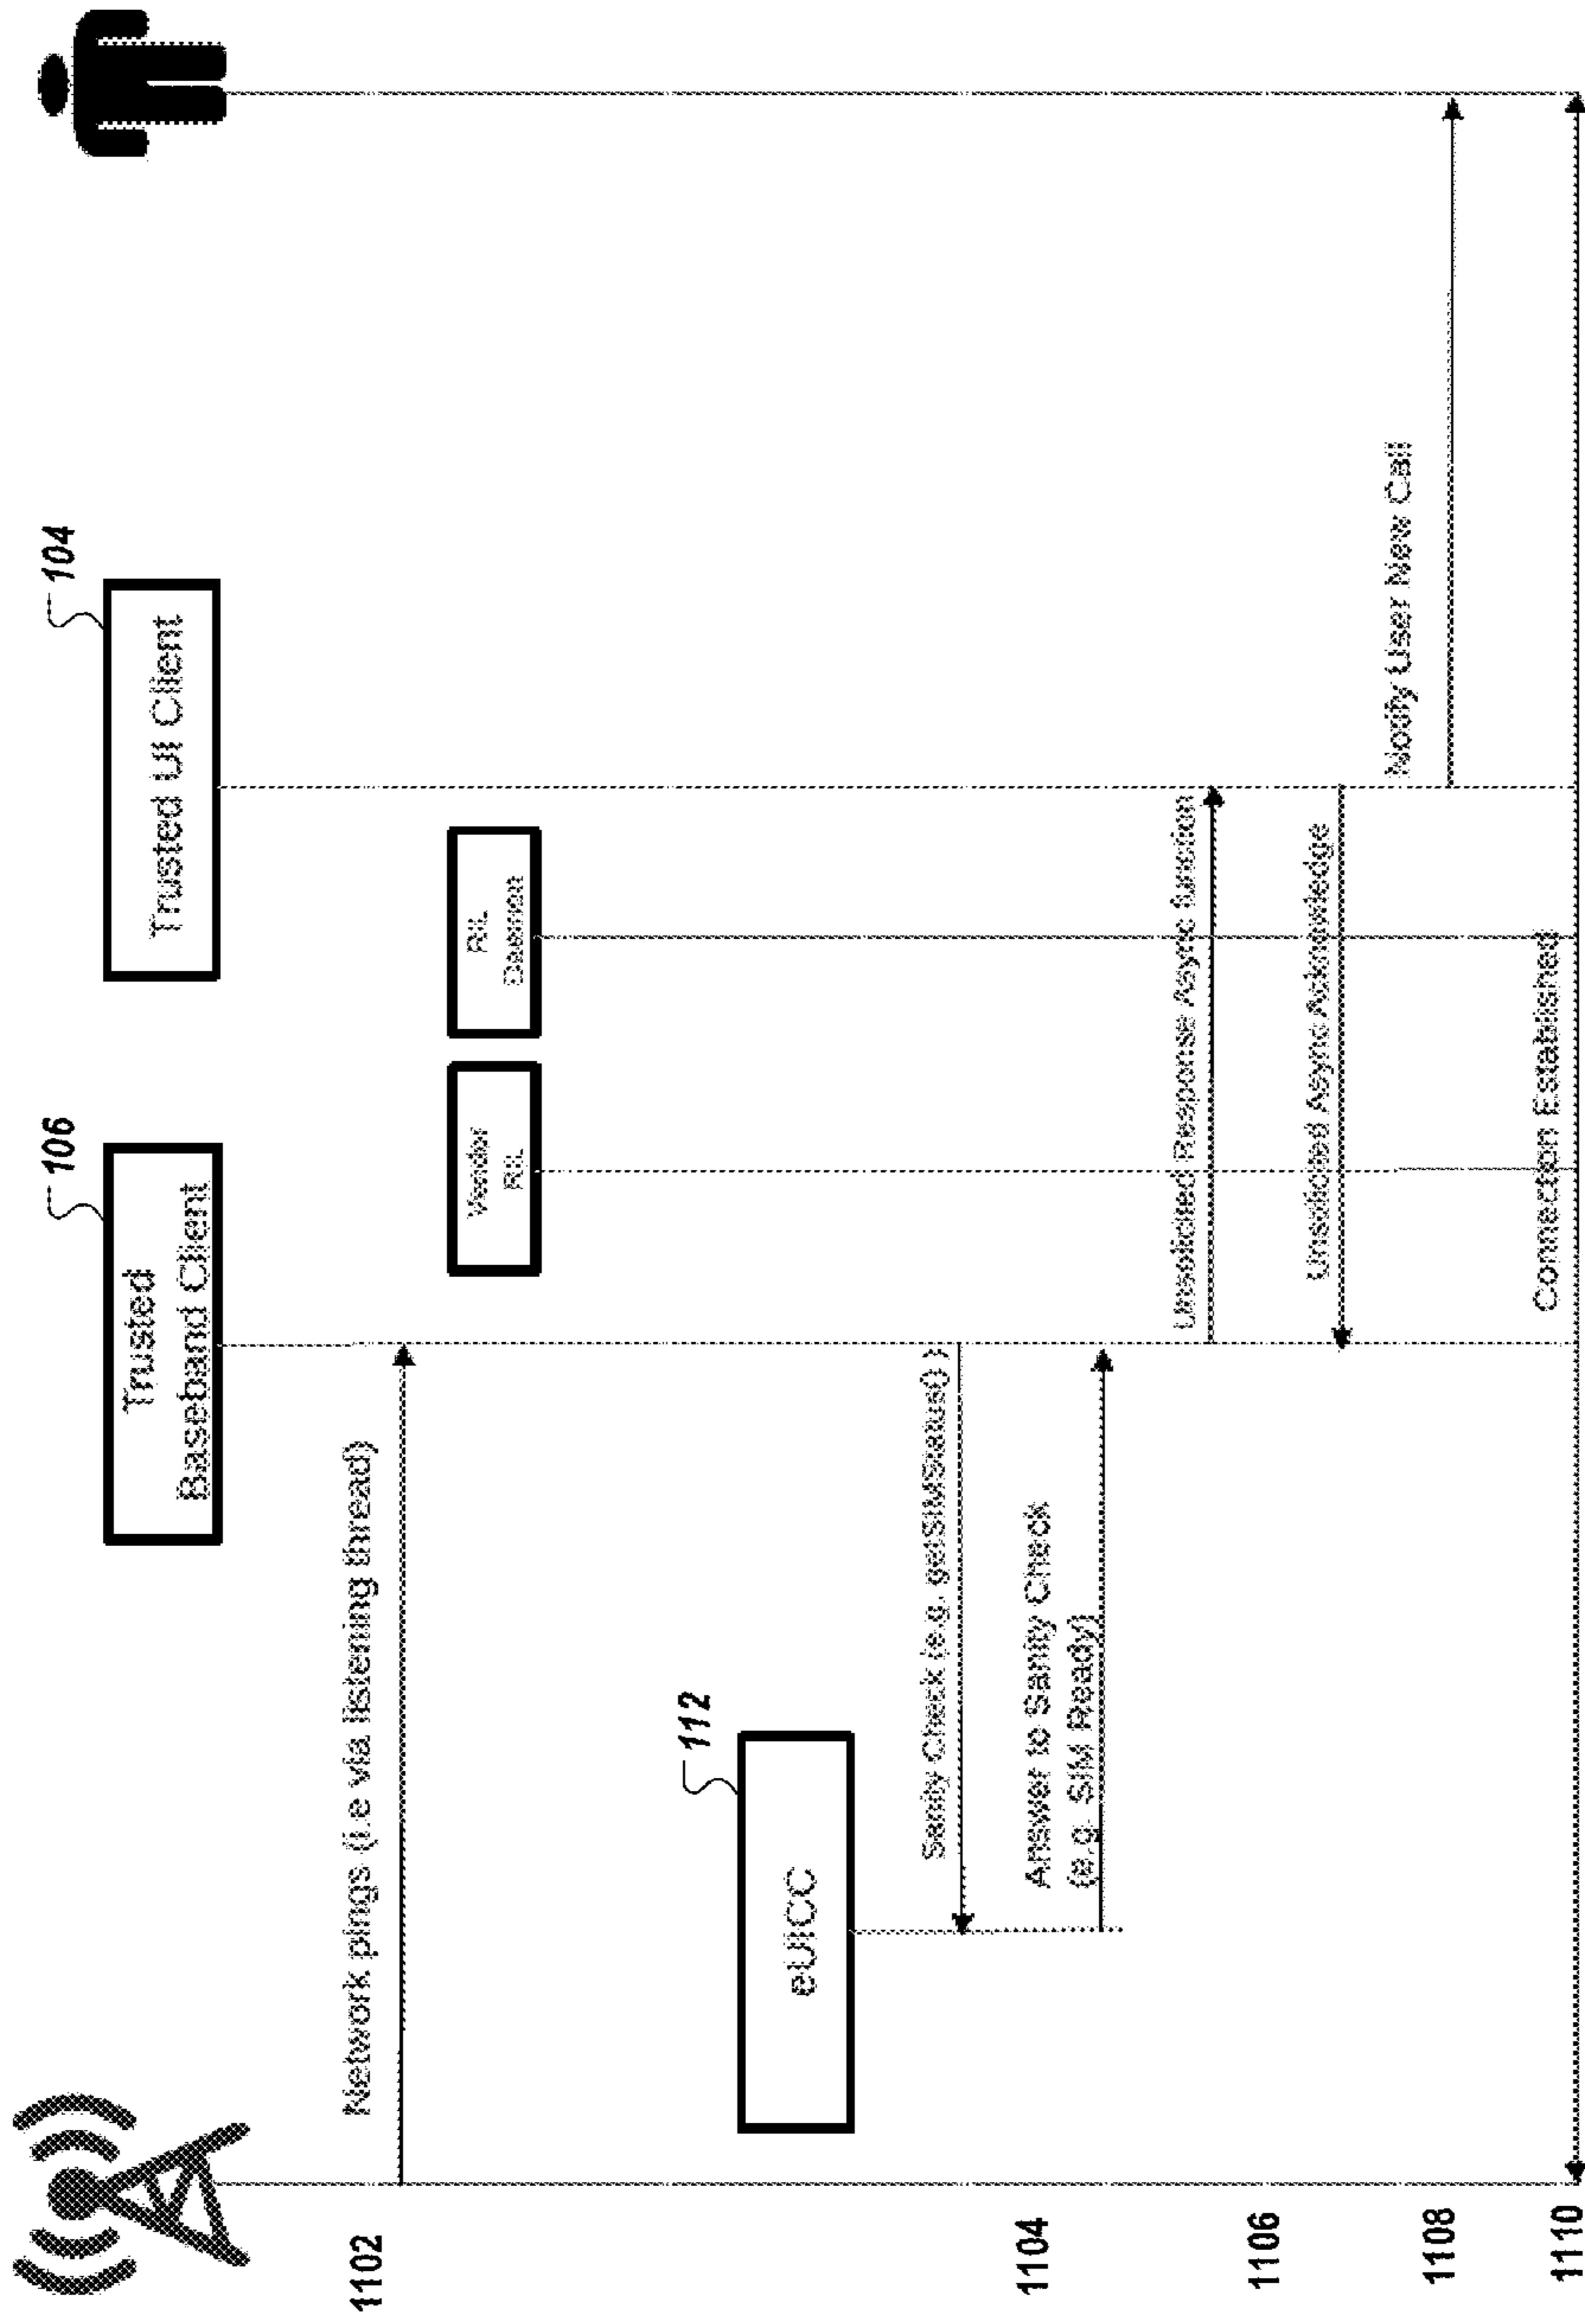 106
104
Trusted
Baseband Client
Trusted UI Client
1102
Network pings (i.e via listening thread)
Vendor
RIL
RIL
Daemon
112
eUICC
Sanity Check (e.g. getSIMStatus() )
1104
Answer to Sanity Check
(e.g. SIM Ready)
Unsolicited Response Async function
1106
Unsolicited Async Acknowledge
1108
Notify User New Call
1110
Connection Established